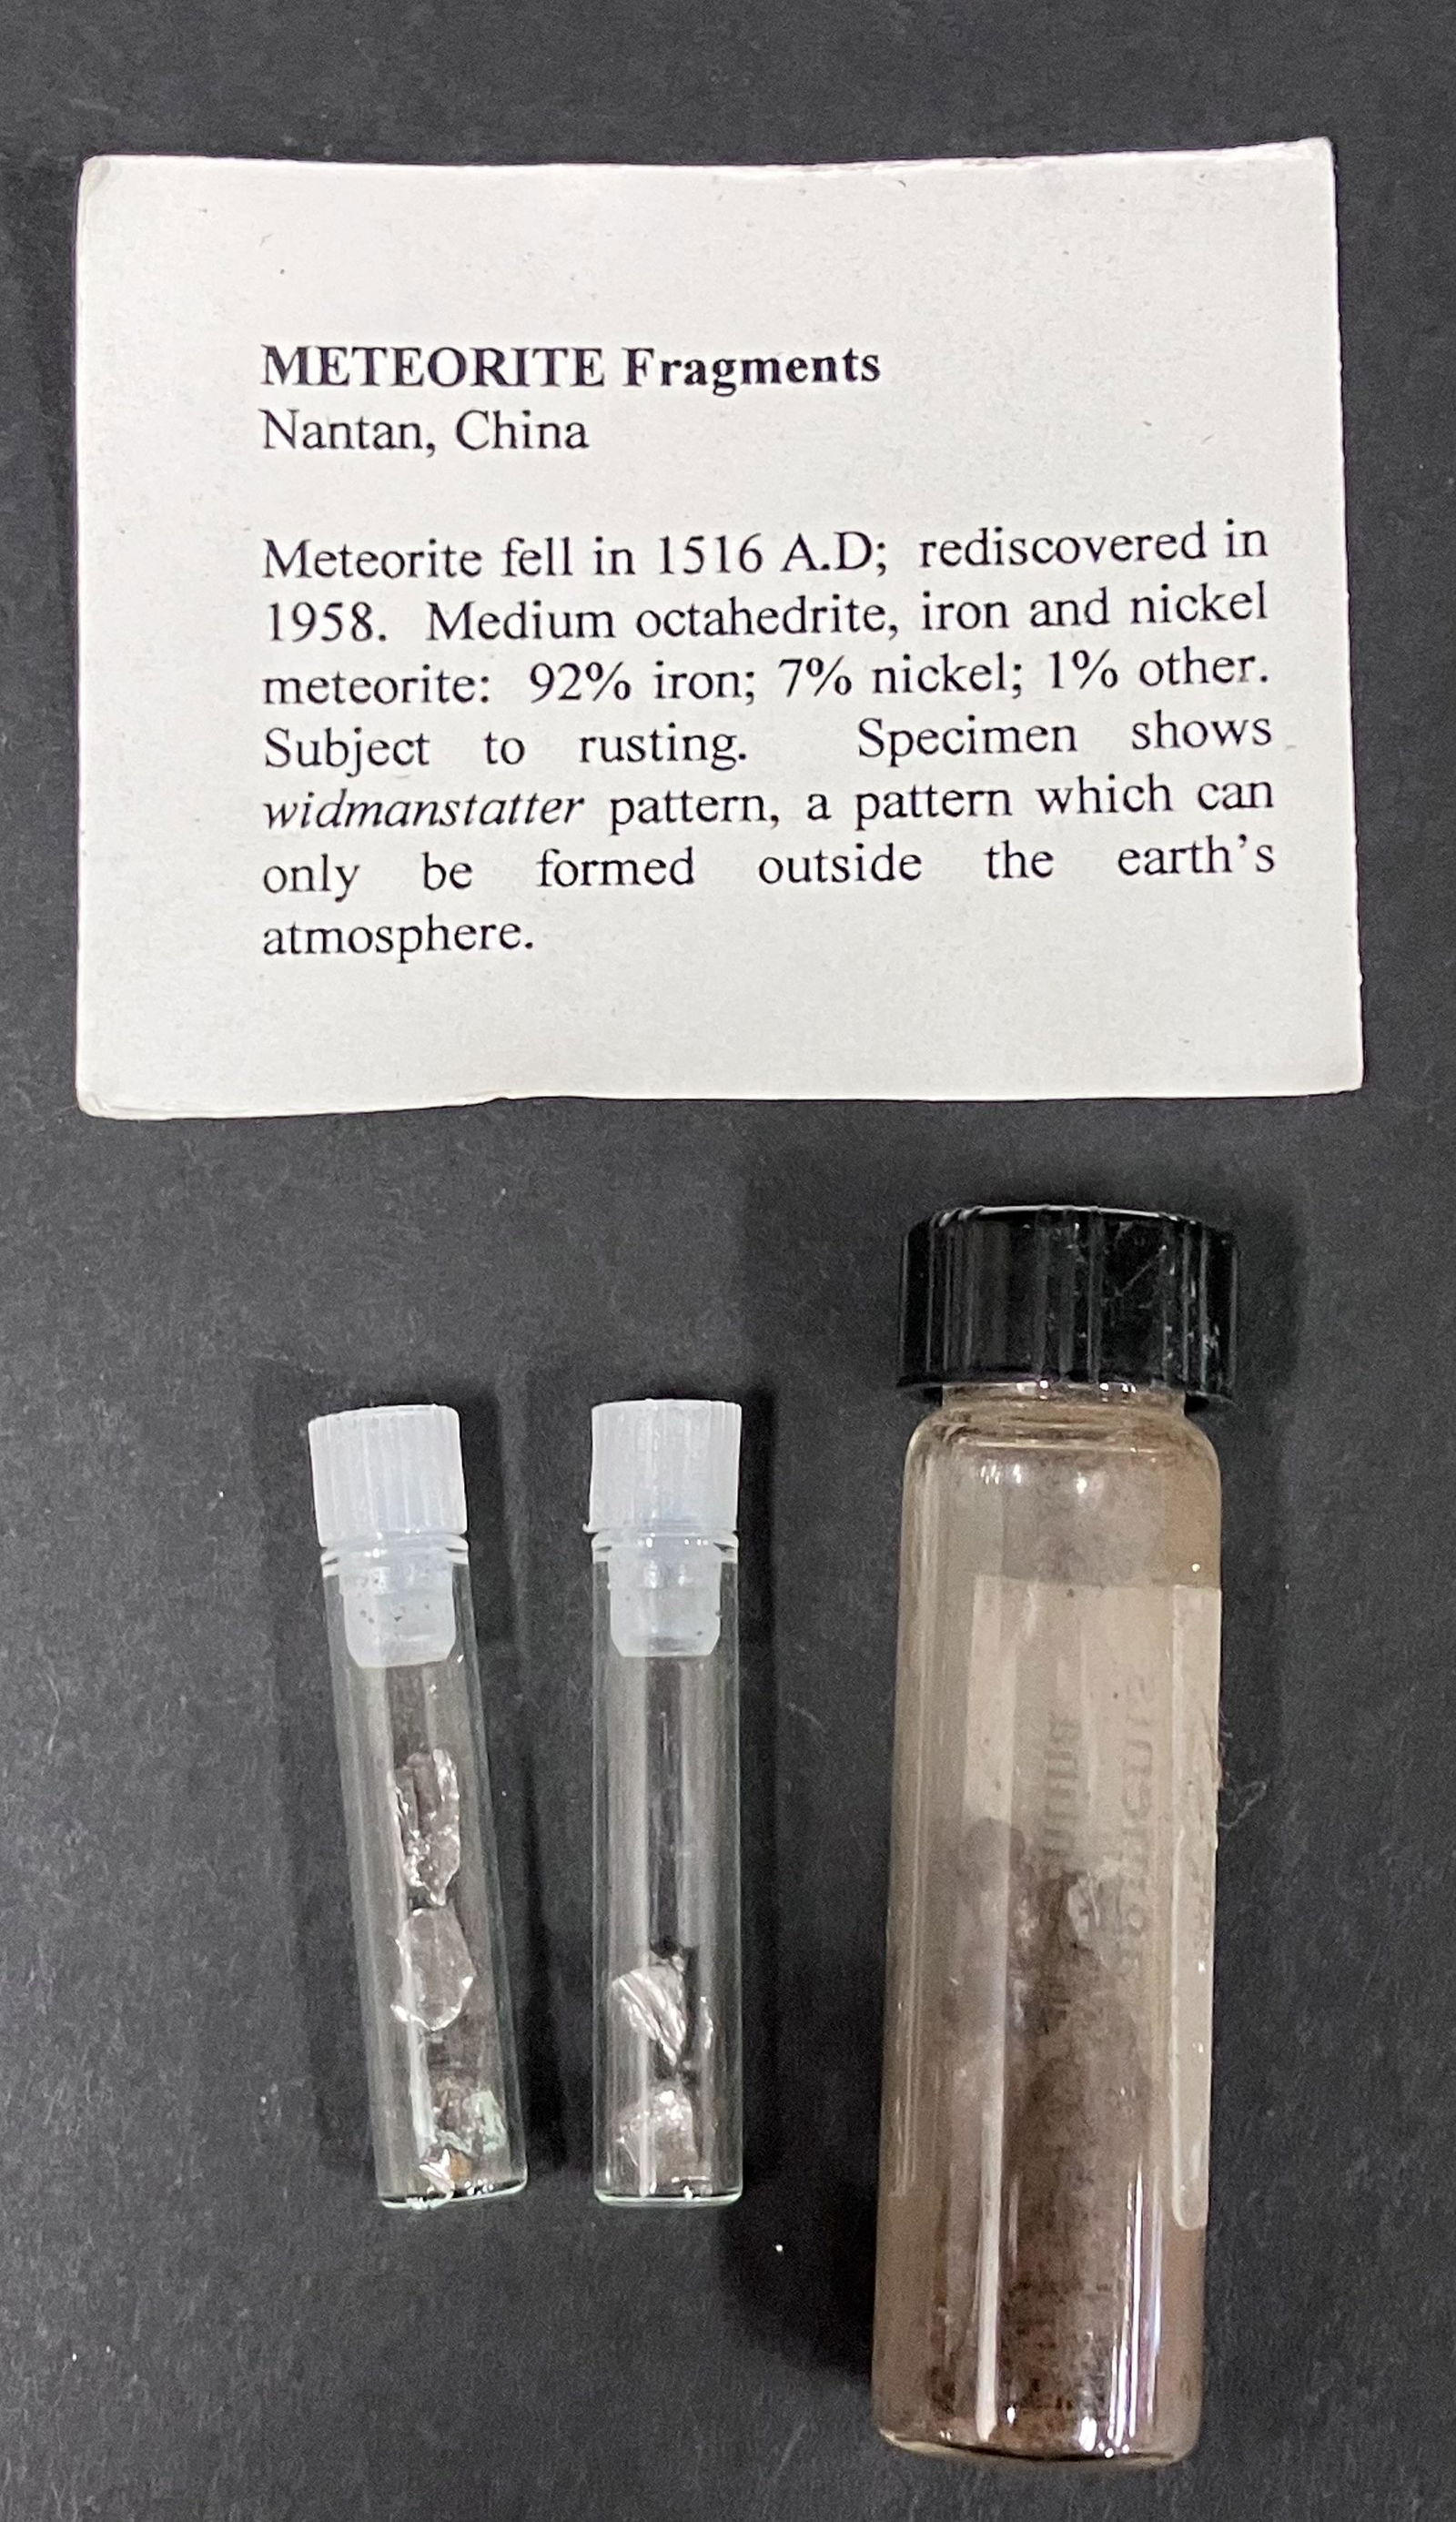 METEORITE Fragments
Nantan, China
Meteorite fell in 1516 A.D; rediscovered in
1958. Medium octahedrite, iron and nickel
meteorite: 92% iron; 7% nickel; 1% other.
Subject to rusting. Specimen shows
widmanstatter pattern, a pattern which can
only be formed outside the earth's
atmosphere.